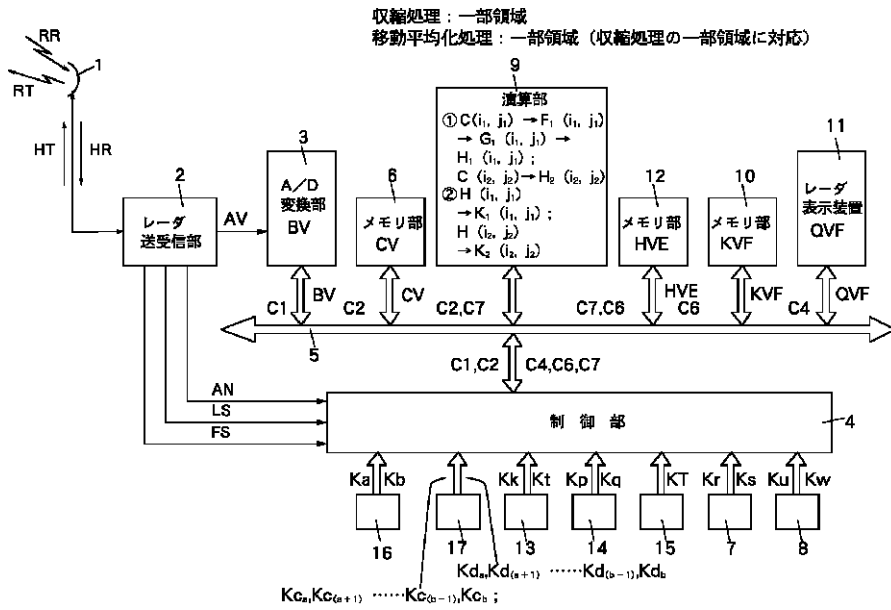 収縮処理：一部領域
移動平均化処理：一部領域（収縮処理の一部領域に対応）
RR
1
RT
HT
HR
9
演算部
①C(i₁, j₁) →F₁ (i₁, j₁)
→ G₁ (i₁, j₁) →
H₁ (i₁, j₁) ;
C (i₂, j₂)→H₂ (i₂, j₂)
②H (i₁, j₁)
→K₁ (i₁, j₁) ;
H (i₂, j₂)
→K₂ (i₂, j₂)
3
A／D
変換部
BV
6
メモリ部
CV
12
メモリ部
HVE
10
メモリ部
KVF
11
レーダ
表示装置
QVF
2
レーダ
送受信部
AV
C1
BV
C2
CV
C2,C7
C7,C6
HVE
C6
KVF
C4
QVF
5
C1,C2
C4,C6,C7
AN
LS
FS
制御部
4
Ka
Kb
Kk
Kt
Kp
Kq
KT
Kr
Ks
Ku
Kw
16
17
13
14
15
7
8
Kdₐ,Kd₍ₐ₊₁₎ ……Kd₍b₋₁₎,Kdb
Kcₐ,Kc₍ₐ₊₁₎ ……Kc₍b₋₁₎,Kcb ;